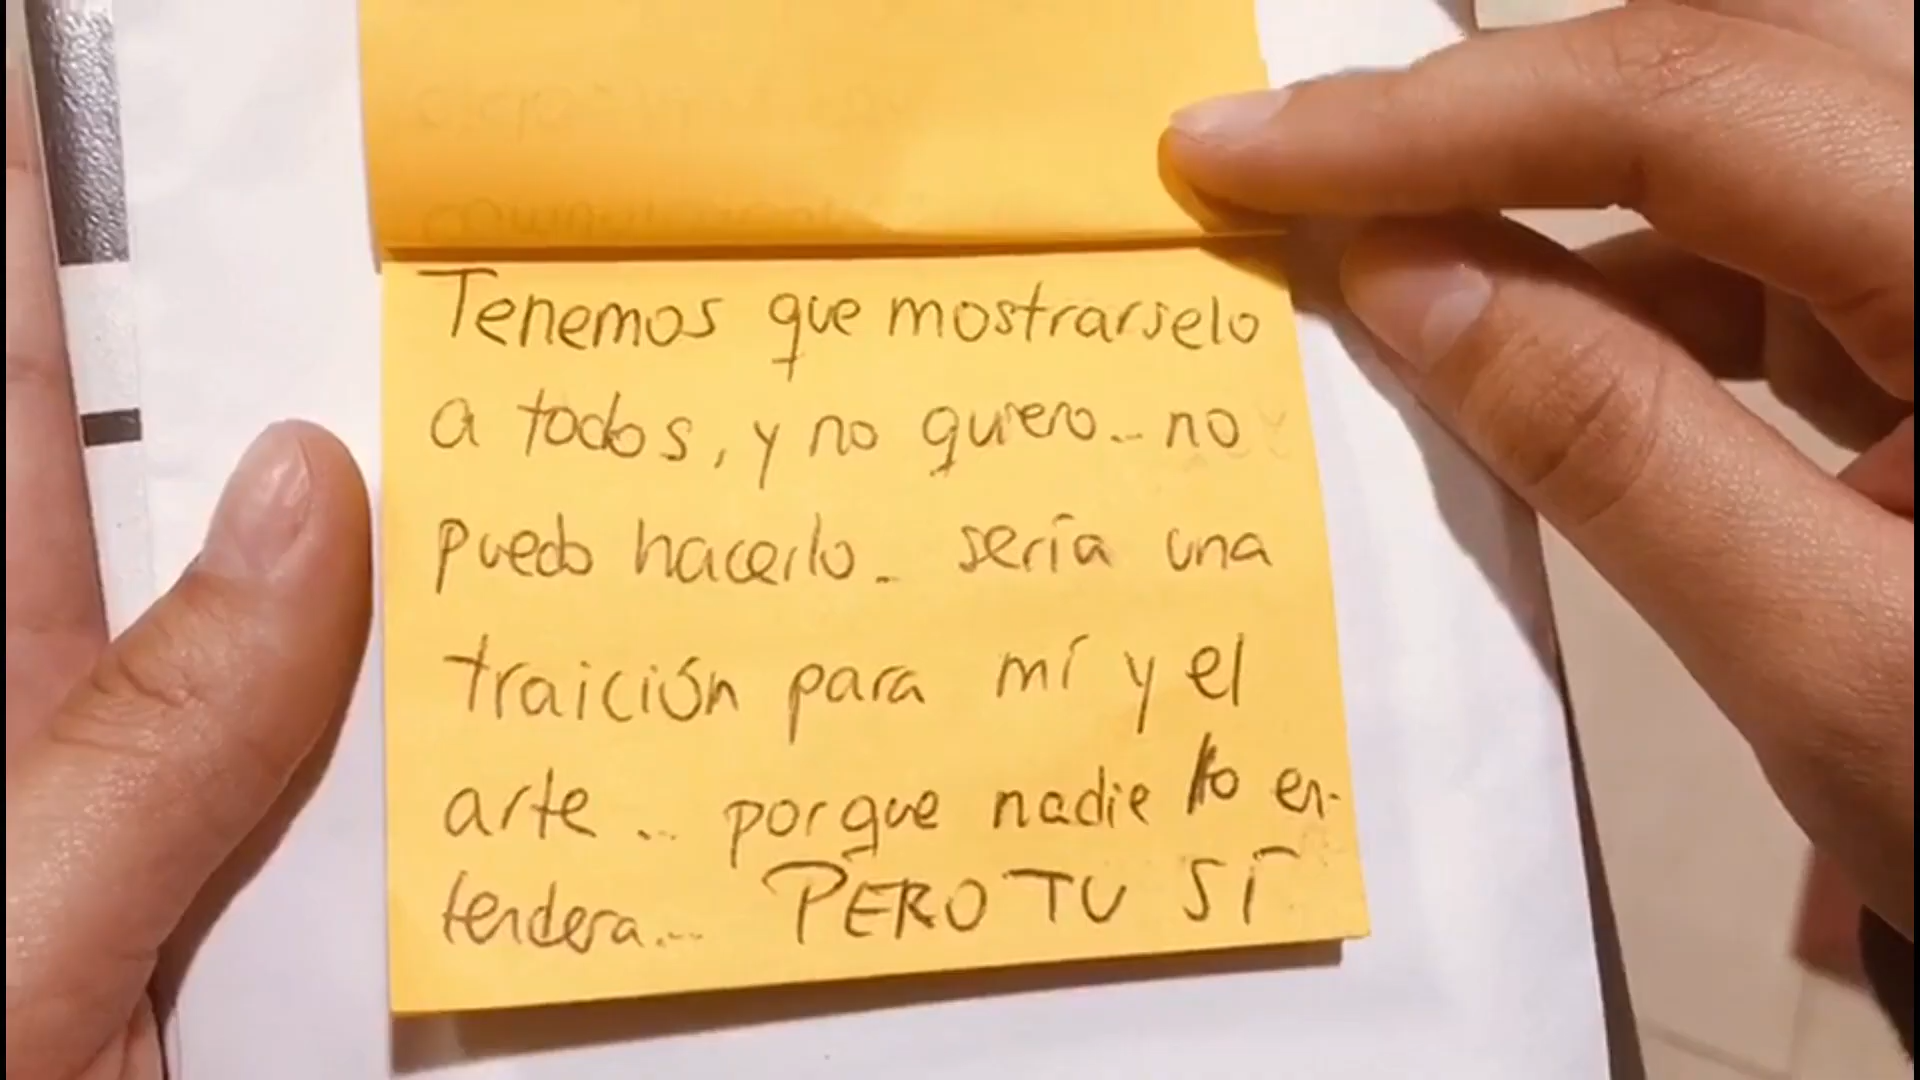 Tenemos que mostrarselo
a todos, y no quiero... no
puedo hacerlo... sería una
traición para mí y el
arte... porque nadie lo en-
tendera... PERO TU SÍ